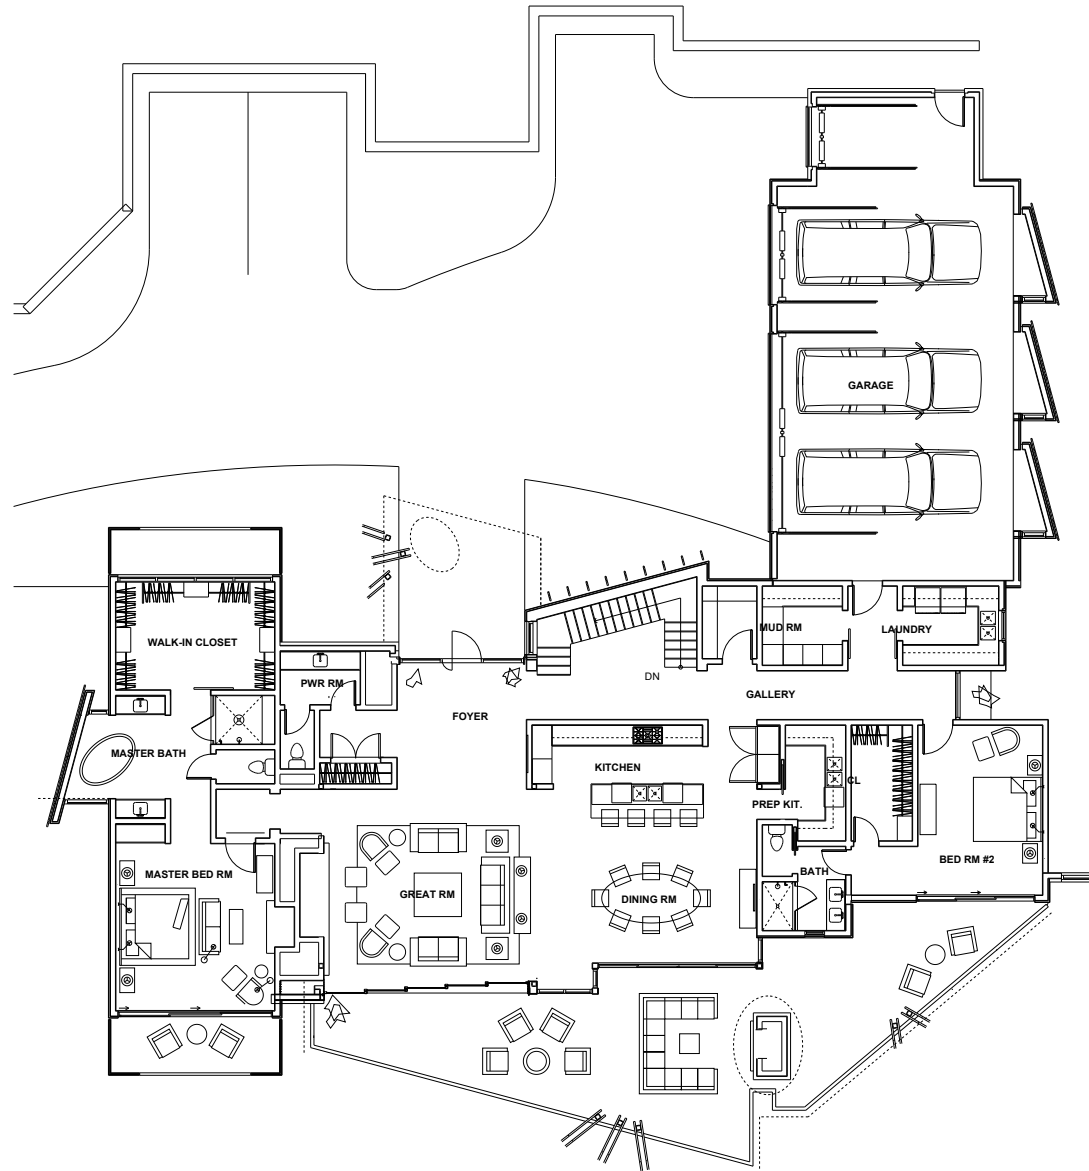 GARAGE
WALK-IN CLOSET
MUD RM
LAUNDRY
PWR RM
DN
GALLERY
FOYER
MASTER BATH
KITCHEN
CL
PREP KIT.
BED RM #2
MASTER BED RM
BATH
GREAT RM
DINING RM